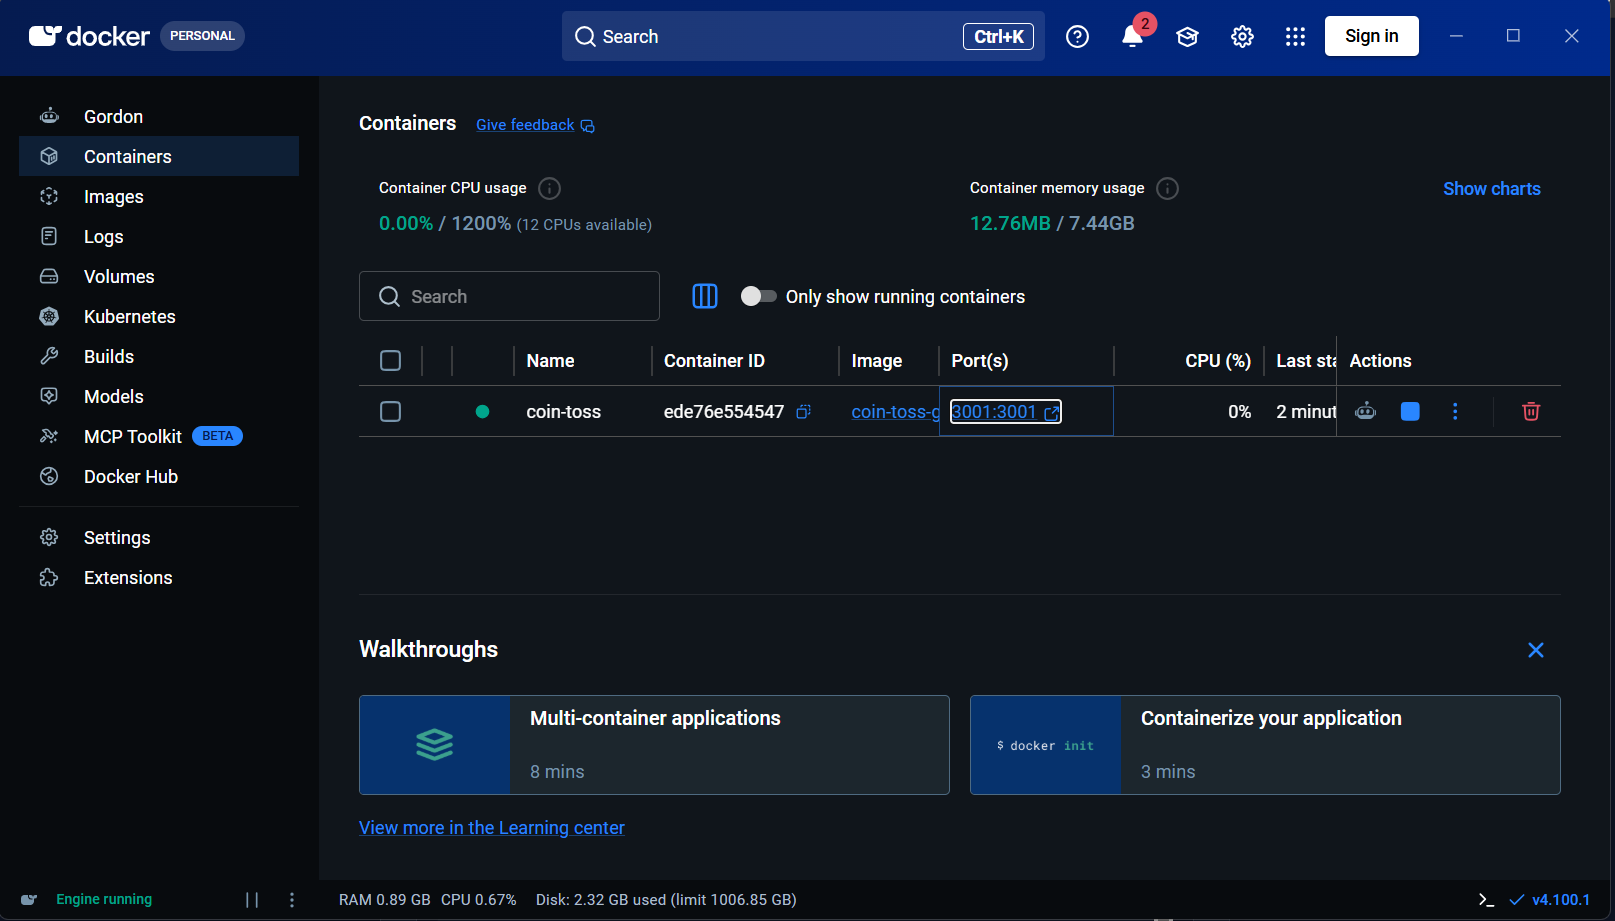 docker PERSONAL
Search Ctrl+K
2
Sign in
Gordon
Containers
Images
Logs
Volumes
Kubernetes
Builds
Models
MCP Toolkit BETA
Docker Hub
Settings
Extensions
Containers Give feedback
Container CPU usage
0.00% / 1200% (12 CPUs available)
Container memory usage
12.76MB / 7.44GB
Show charts
Search
Only show running containers
Name Container ID Image Port(s) CPU (%) Last sta Actions
coin-toss ede76e554547 coin-toss-g 3001:3001 0% 2 minut
Walkthroughs
Multi-container applications
8 mins
$ docker init
Containerize your application
3 mins
View more in the Learning center
Engine running
RAM 0.89 GB CPU 0.67% Disk: 2.32 GB used (limit 1006.85 GB)
v4.100.1